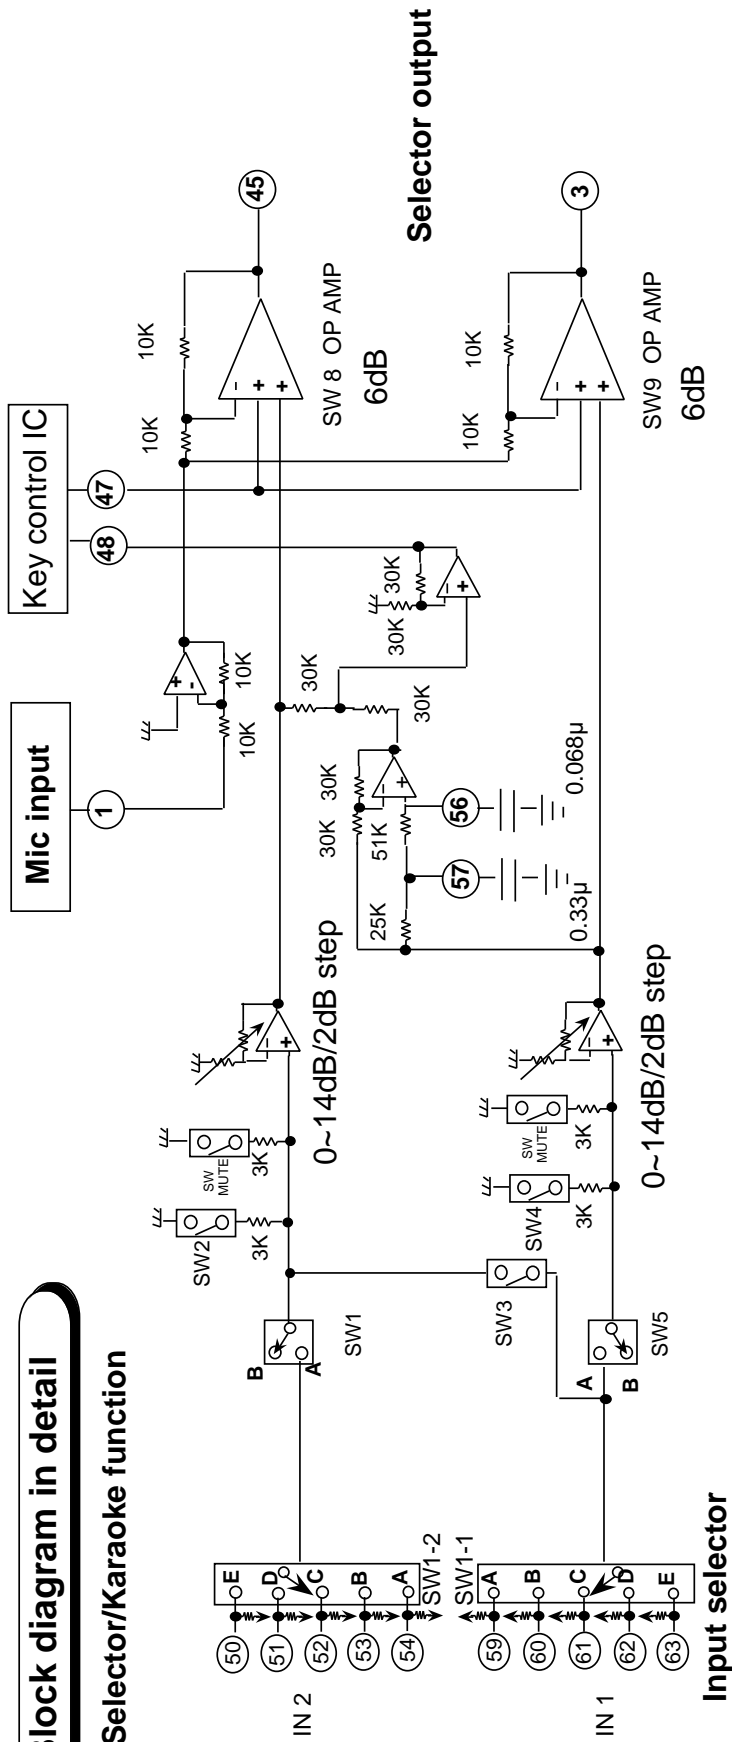 lock diagram in detail
Selector/Karaoke function
Mic input
Key control IC
1
48
47
10K
10K
10K
10K
SW 8 OP AMP
6dB
45
Selector output
+
-
-
+
+
50
51
52
53
54
E
D
C
B
A
IN 2
SW1-2
B
A
SW1
SW2
3K
SW
MUTE
3K
-
+
0~14dB/2dB step
30K
30K
30K
30K
-
+
30K
30K
51K
25K
-
+
57
56
0.33µ
0.068µ
SW3
SW1-1
59
60
61
62
63
A
B
C
D
E
IN 1
Input selector
A
B
SW5
SW4
3K
SW
MUTE
3K
-
+
0~14dB/2dB step
10K
10K
-
+
+
SW9 OP AMP
6dB
3